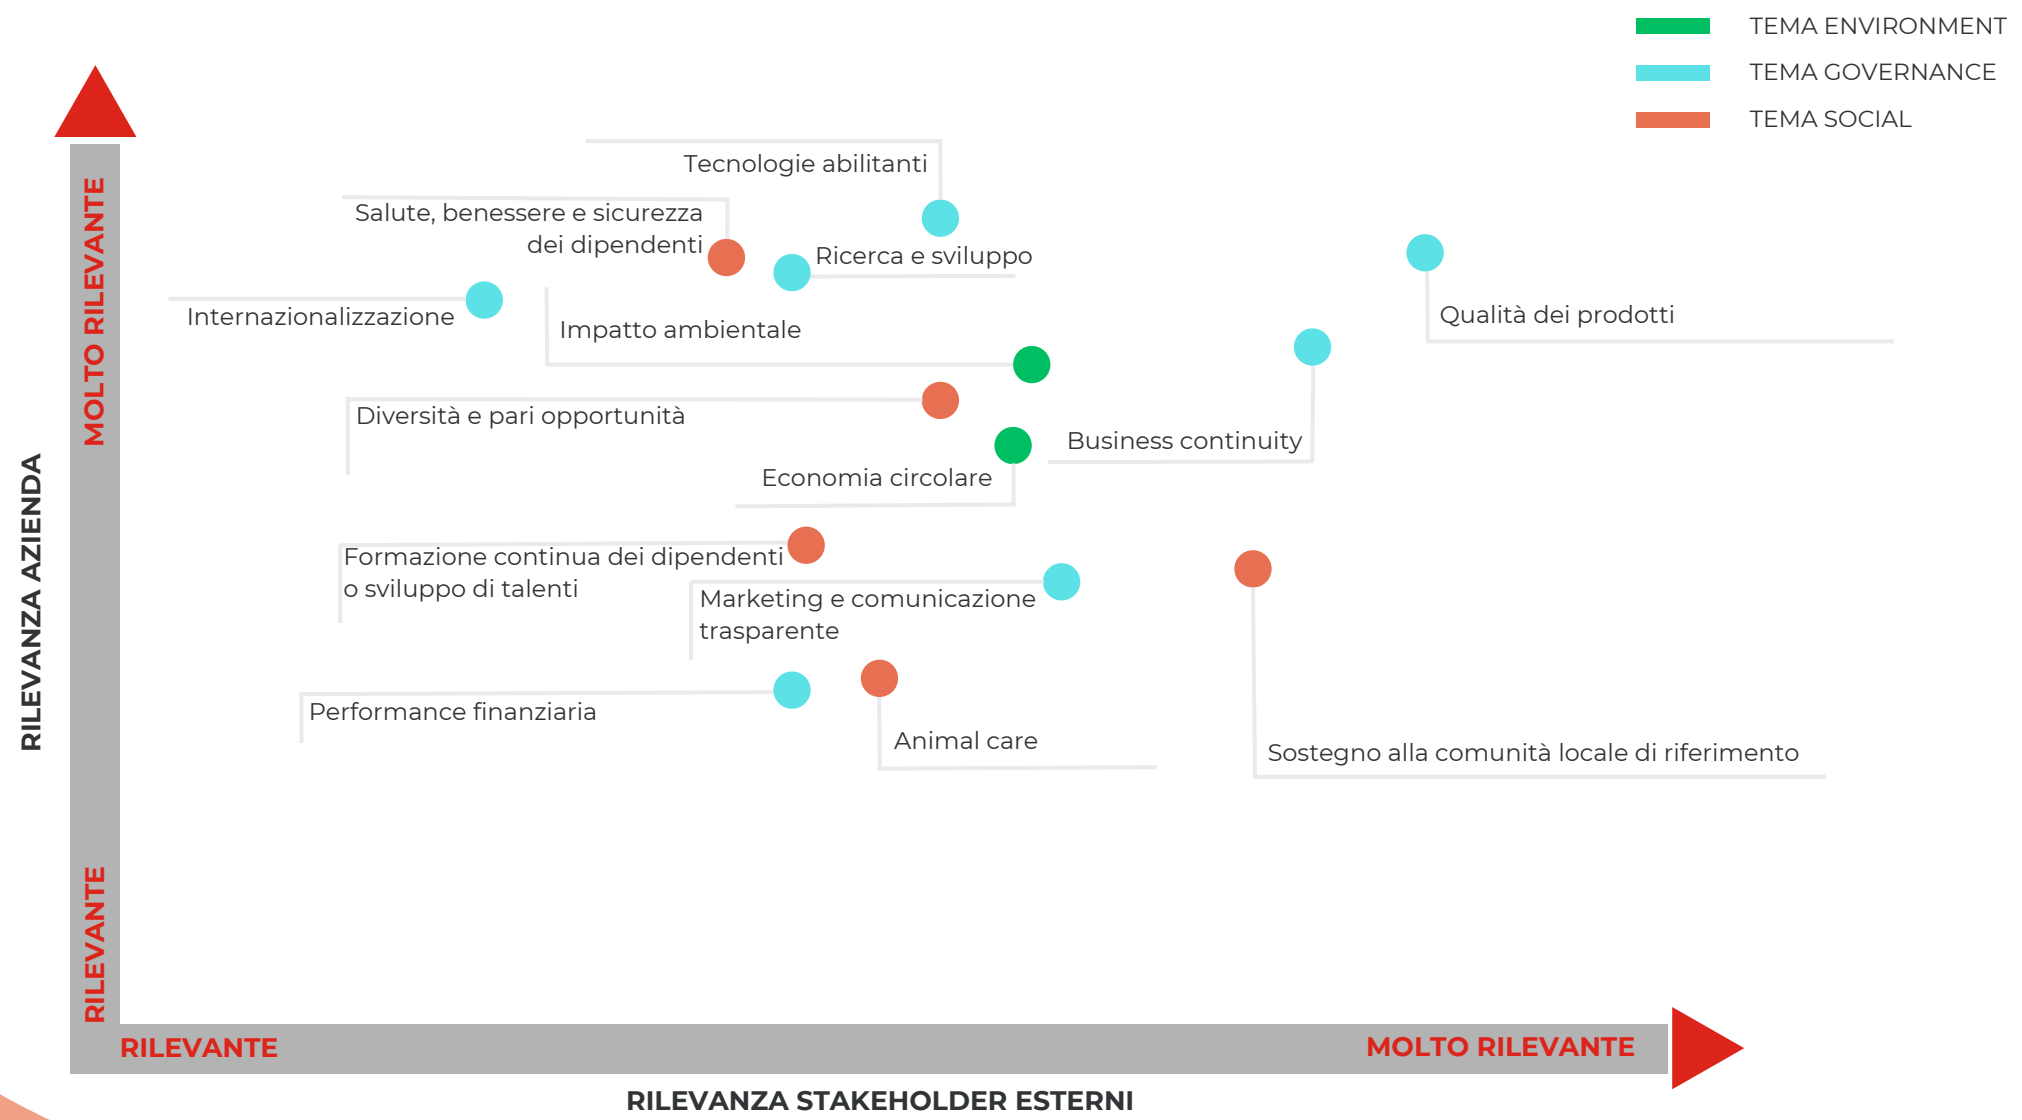 TEMA ENVIRONMENT
TEMA GOVERNANCE
TEMA SOCIAL
Tecnologie abilitanti
Salute, benessere e sicurezza
dei dipendenti
Ricerca e sviluppo
Internazionalizzazione
Impatto ambientale
Qualità dei prodotti
Diversità e pari opportunità
Business continuity
Economia circolare
Formazione continua dei dipendenti
o sviluppo di talenti
Marketing e comunicazione
trasparente
Performance finanziaria
Animal care
Sostegno alla comunità locale di riferimento
MOLTO RILEVANTE
RILEVANZA AZIENDA
RILEVANTE
RILEVANTE
MOLTO RILEVANTE
RILEVANZA STAKEHOLDER ESTERNI